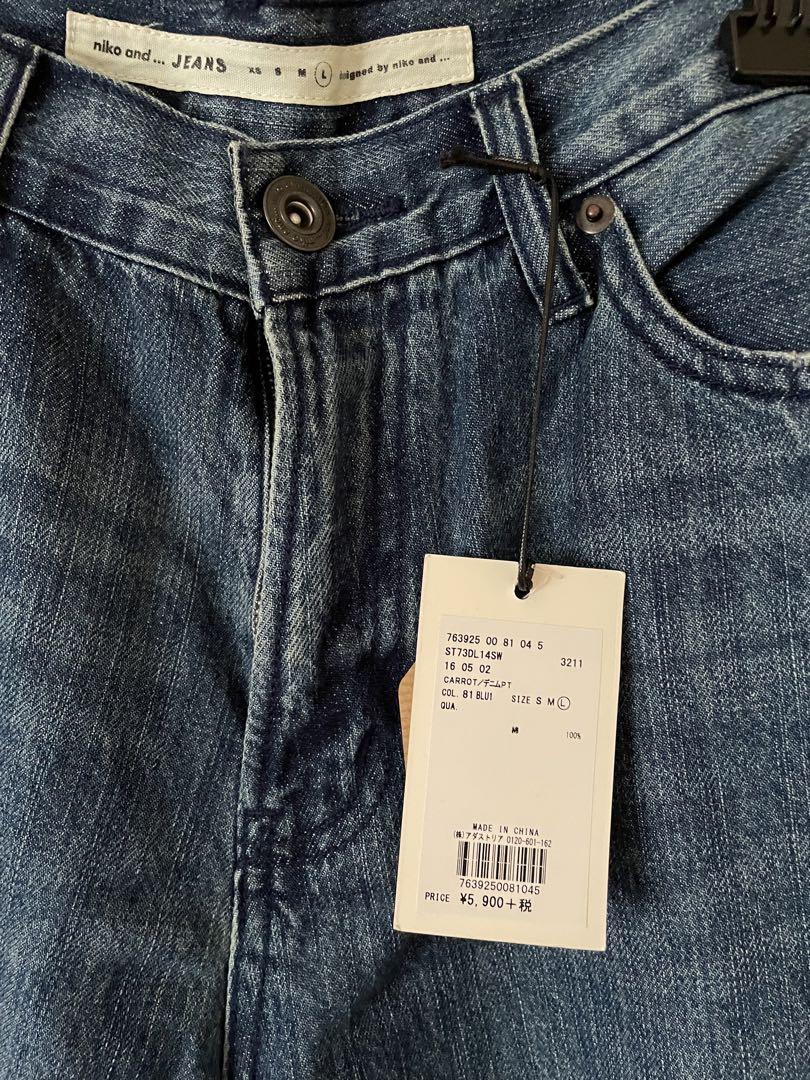 niko and ... JEANS XS S M L designed by niko and ...
763925 00 81 04 5
ST73DL14SW 3211
16 05 02
CARROT/デニムPT
COL. 81 BLU1 SIZE S M L
QUA.
綿 100%
MADE IN CHINA
(株)アダストリア 0120-601-162
7639250081045
PRICE ¥5,900+税